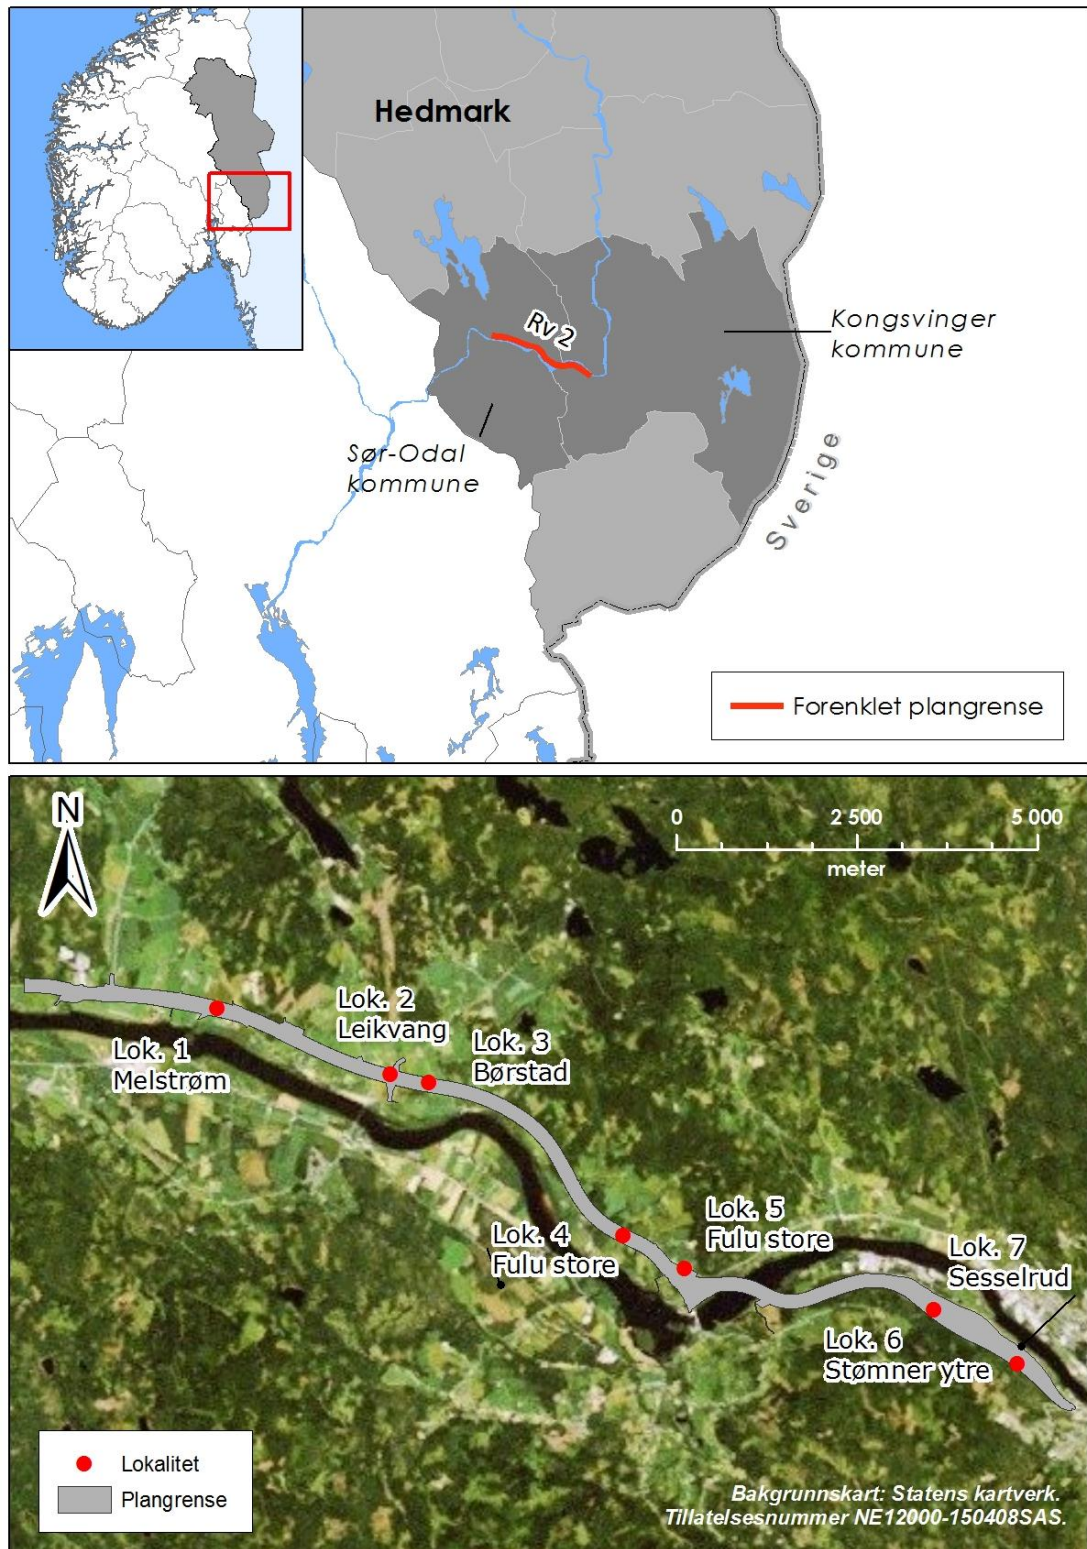 Hedmark
Rv 2
Kongsvinger
kommune
Sør-Odal
kommune
Sverige
Forenklet plangrense
N
0 2 500 5 000
meter
Lok. 1
Melstrøm
Lok. 2
Leikvang
Lok. 3
Børstad
Lok. 4
Fulu store
Lok. 5
Fulu store
Lok. 6
Stømner ytre
Lok. 7
Sesselrud
Lokalitet
Plangrense
Bakgrunnskart: Statens kartverk.
Tillatelsesnummer NE12000-150408SAS.